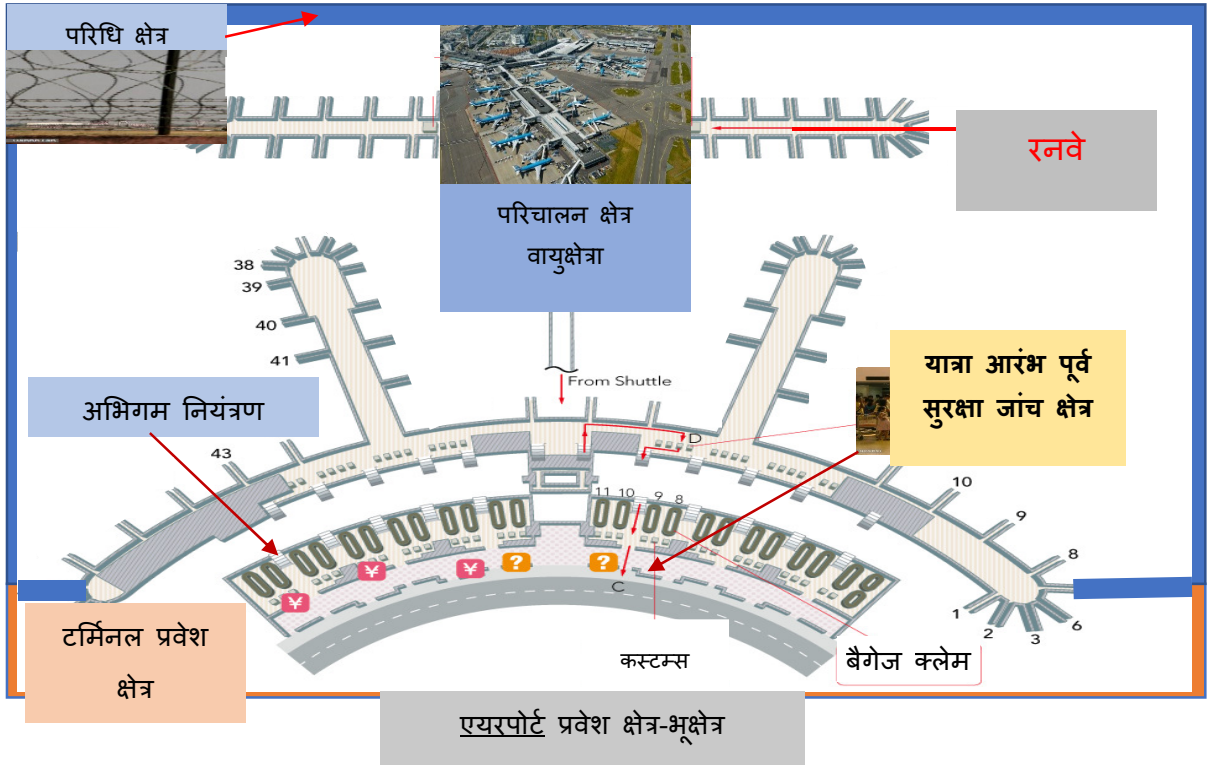 परिधि क्षेत्र
रनवे
परिचालन क्षेत्र
वायुक्षेत्रा
38
39
40
41
From Shuttle
यात्रा आरंभ पूर्व
सुरक्षा जांच क्षेत्र
अभिगम नियंत्रण
D
43
10
9
8
11 10 9 8
¥
¥
¥
?
?
C
1
2
3
6
टर्मिनल प्रवेश
क्षेत्र
कस्टम्स
बैगेज क्लेम
एयरपोर्ट प्रवेश क्षेत्र-भूक्षेत्र